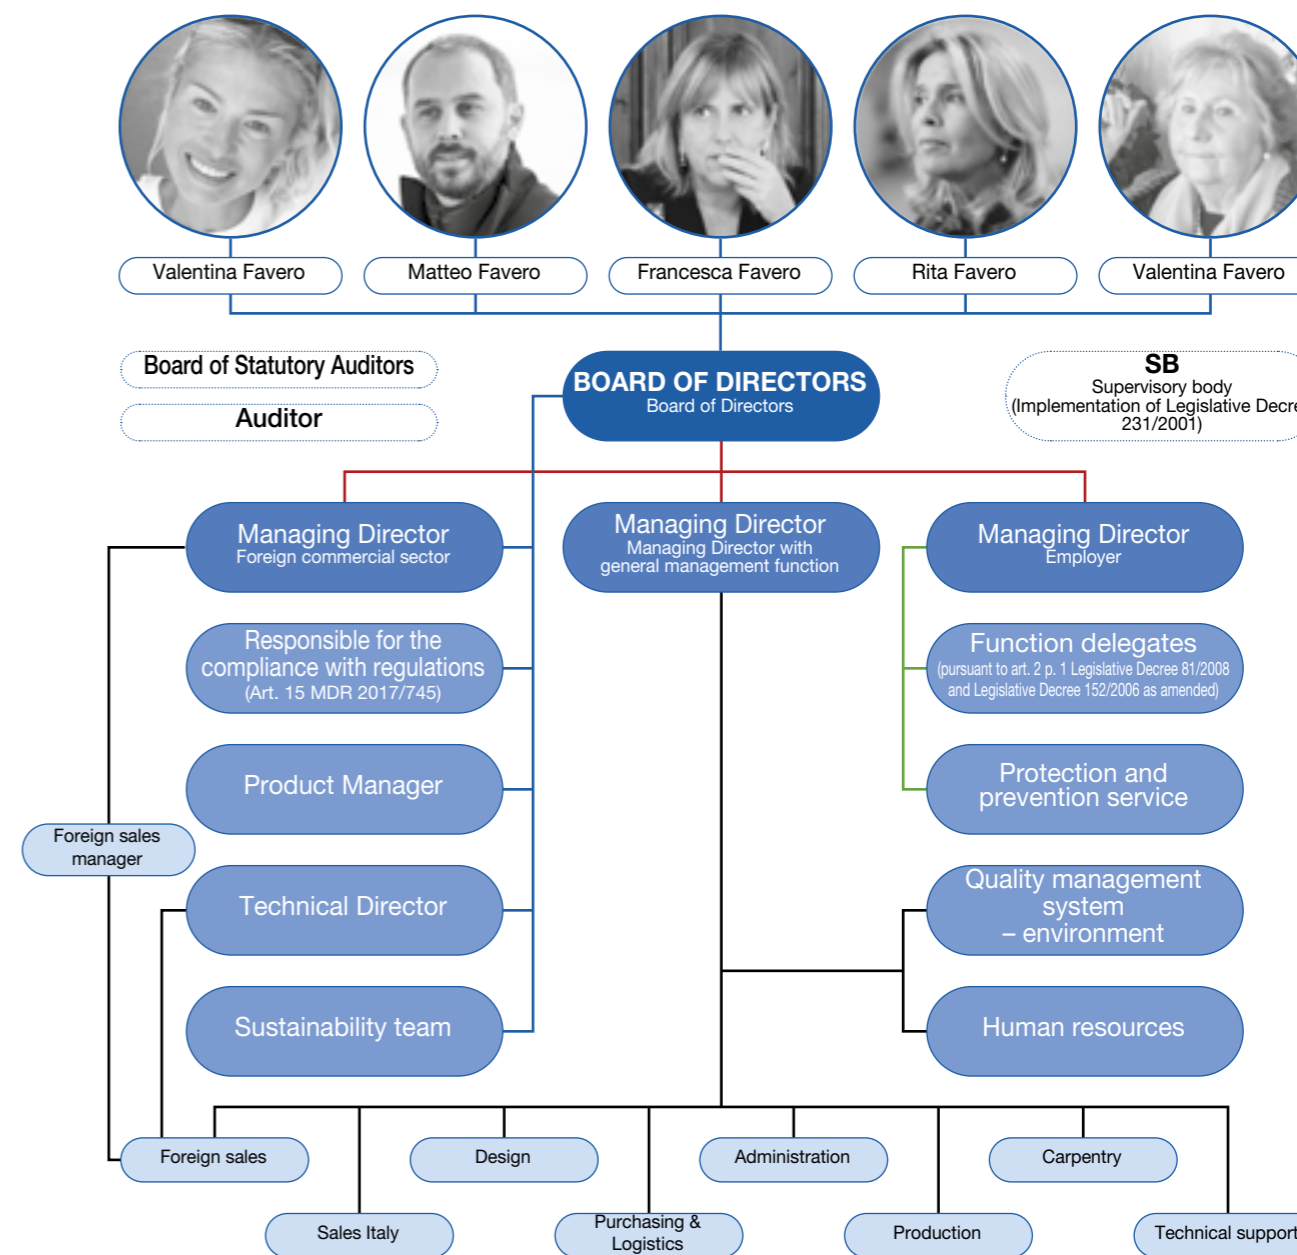 Valentina Favero
Matteo Favero
Francesca Favero
Rita Favero
Valentina Favero
Board of Statutory Auditors
Auditor
BOARD OF DIRECTORS
Board of Directors
SB
Supervisory body
(Implementation of Legislative Decre
231/2001)
Managing Director
Foreign commercial sector
Managing Director
Managing Director with
general management function
Managing Director
Employer
Responsible for the
compliance with regulations
(Art. 15 MDR 2017/745)
Function delegates
(pursuant to art. 2 p. 1 Legislative Decree 81/2008
and Legislative Decree 152/2006 as amended)
Product Manager
Protection and
prevention service
Foreign sales
manager
Technical Director
Quality management
system
– environment
Sustainability team
Human resources
Foreign sales
Design
Administration
Carpentry
Sales Italy
Purchasing &
Logistics
Production
Technical support